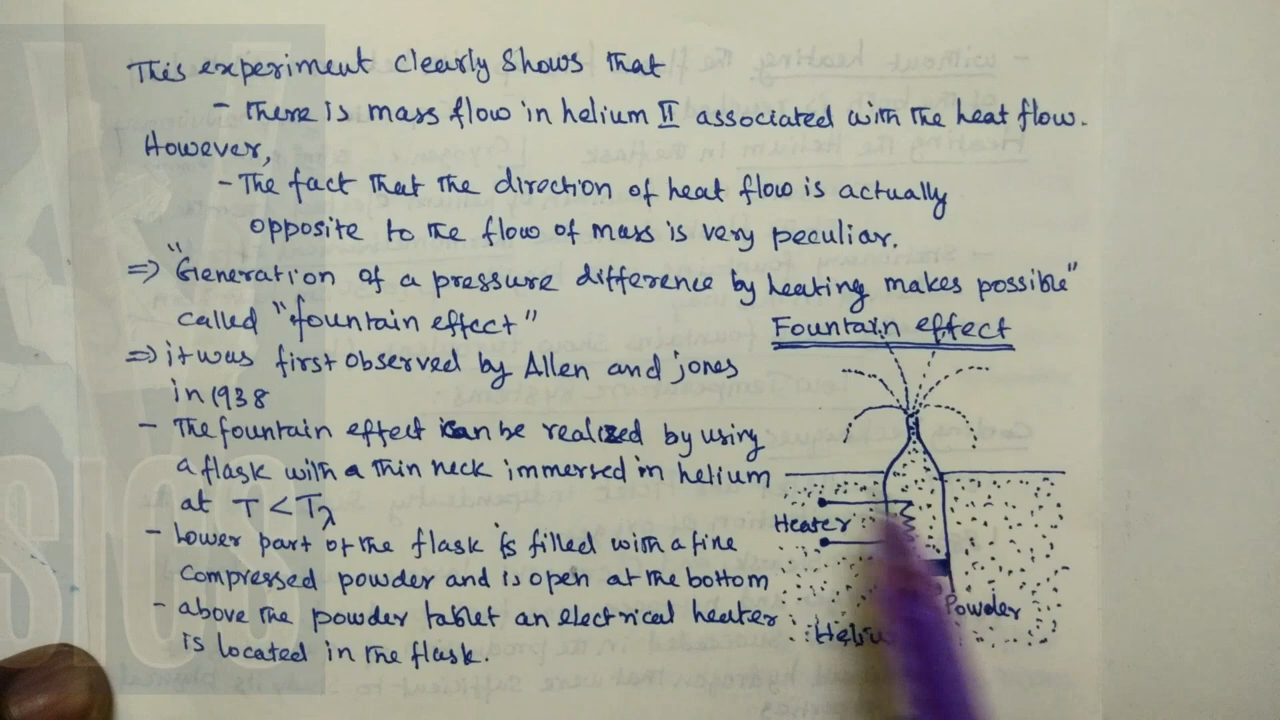 This experiment clearly shows that
- There is mass flow in helium II associated with the heat flow.
However,
- The fact that the direction of heat flow is actually
opposite to the flow of mass is very peculiar.
⇒ "Generation of a pressure difference by heating makes possible"
called "fountain effect"
Fountain effect
⇒ it was first observed by Allen and jones
in 1938
- The fountain effect can be realized by using
a flask with a thin neck immersed in helium
at T < Tλ
- Lower part of the flask is filled with a fine
compressed powder and is open at the bottom
- above the powder tablet an electrical heater
is located in the flask.
Heater
Powder